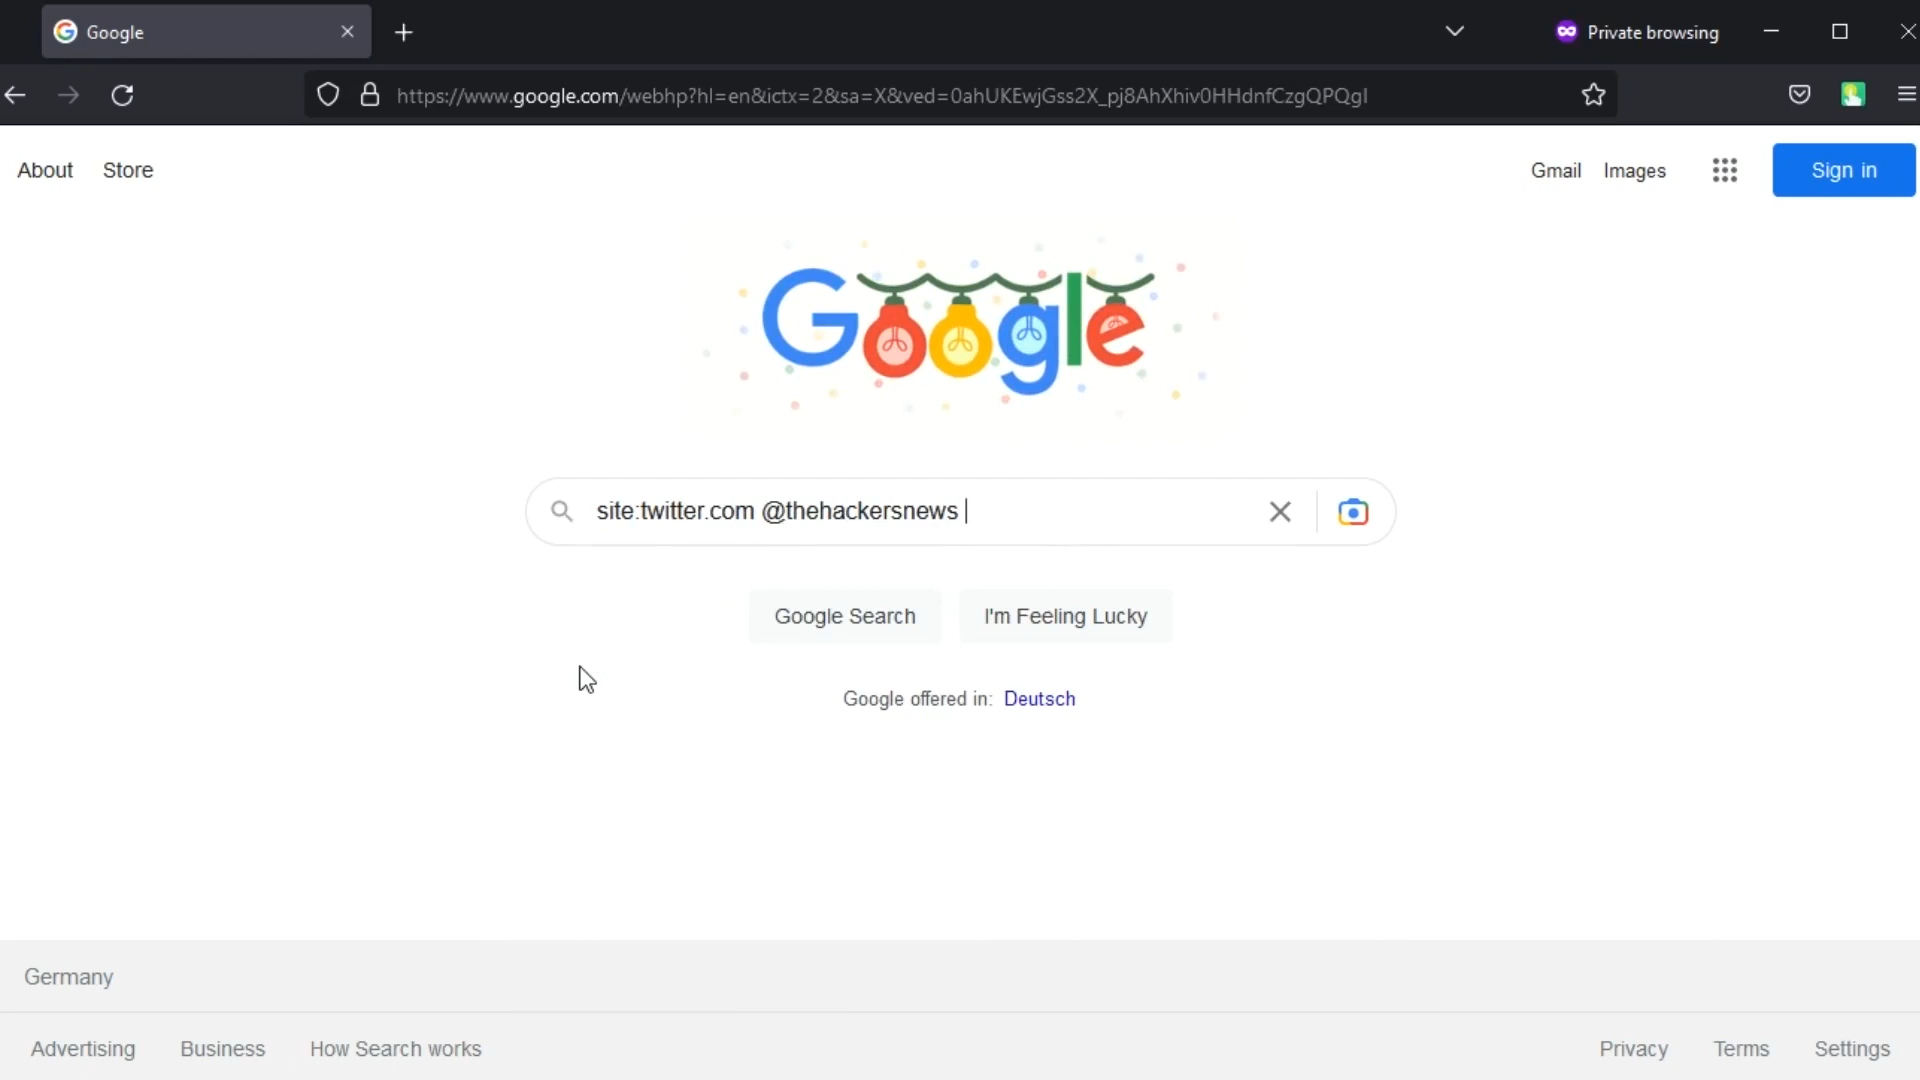 Google
Private browsing
https://www.google.com/webhp?hl=en&ictx=2&sa=X&ved=0ahUKEwjGss2X_pj8AhXhiv0HHdnfCzgQPQgI
About Store
Gmail Images
Sign in
Google
site:twitter.com @thehackersnews
Google Search
I'm Feeling Lucky
Google offered in: Deutsch
Germany
Advertising Business How Search works
Privacy Terms Settings